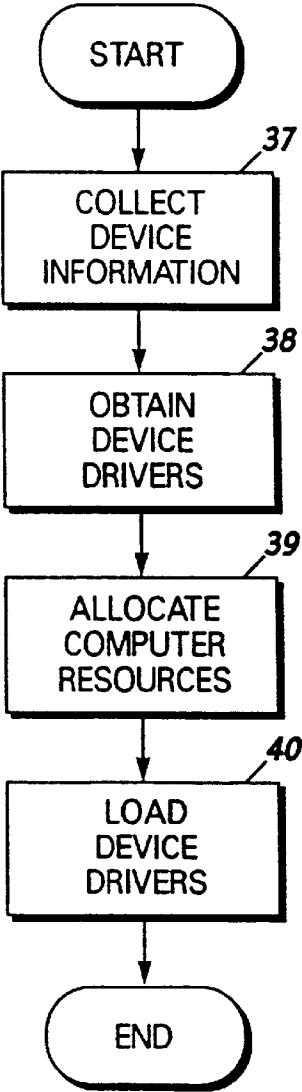 START
37
COLLECT
DEVICE
INFORMATION
38
OBTAIN
DEVICE
DRIVERS
39
ALLOCATE
COMPUTER
RESOURCES
40
LOAD
DEVICE
DRIVERS
END